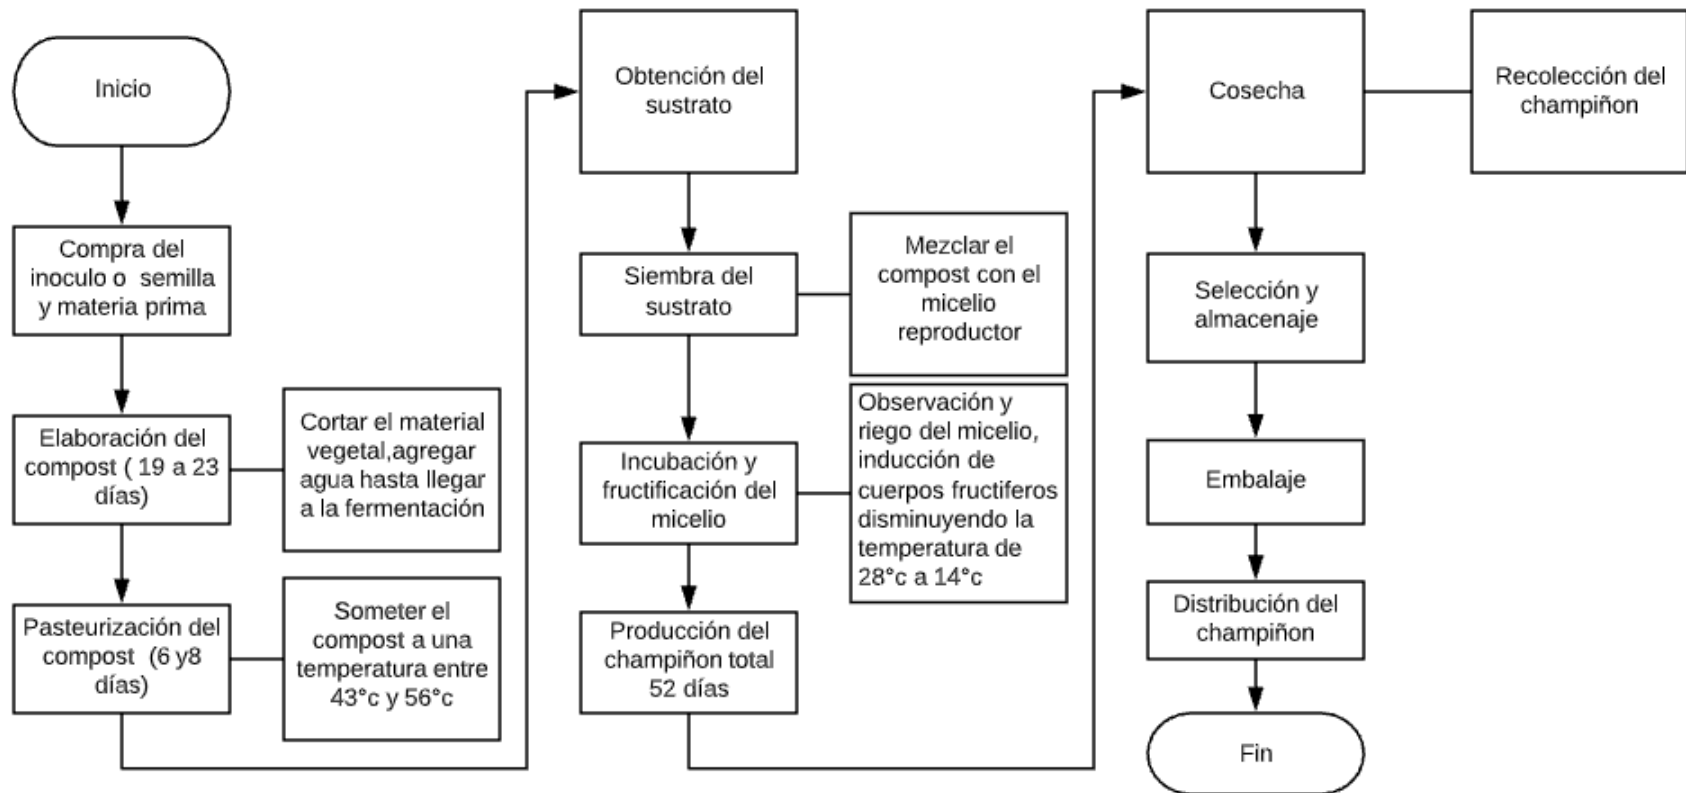 Inicio
Compra del
inoculo o  semilla
y materia prima
Elaboración del
compost ( 19 a 23
días)
Cortar el material
vegetal,agregar
agua hasta llegar
a la fermentación
Pasteurización del
compost  (6 y8
días)
Someter el
compost a una
temperatura entre
43°c y 56°c
Obtención del
sustrato
Siembra del
sustrato
Mezclar el
compost con el
micelio
reproductor
Incubación y
fructificación del
micelio
Observación y
riego del micelio,
inducción de
cuerpos fructiferos
disminuyendo la
temperatura de
28°c a 14°c
Producción del
champiñon total
52 días
Cosecha
Recolección del
champiñon
Selección y
almacenaje
Embalaje
Distribución del
champiñon
Fin